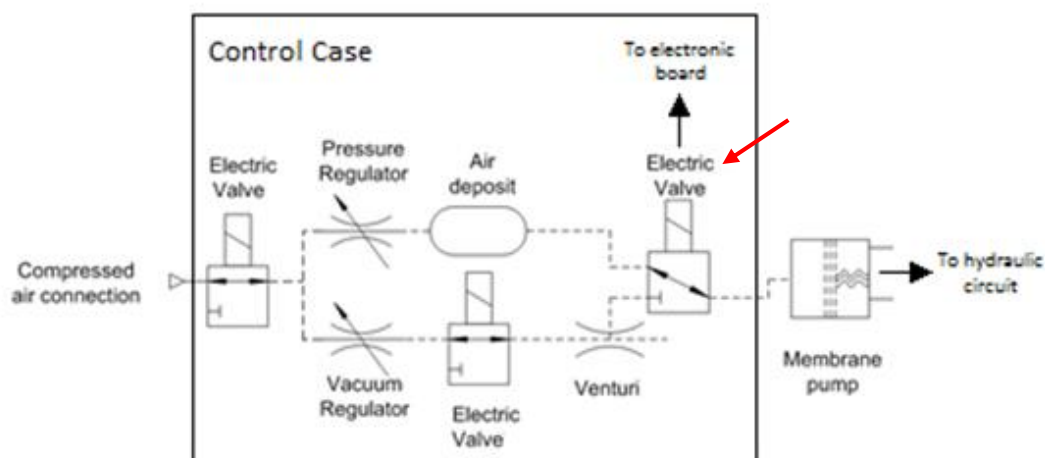 Control Case
To electronic
board
Electric
Valve
Pressure
Regulator
Air
deposit
Electric
Valve
Compressed
air connection
To hydraulic
circuit
Vacuum
Regulator
Electric
Valve
Venturi
Membrane
pump